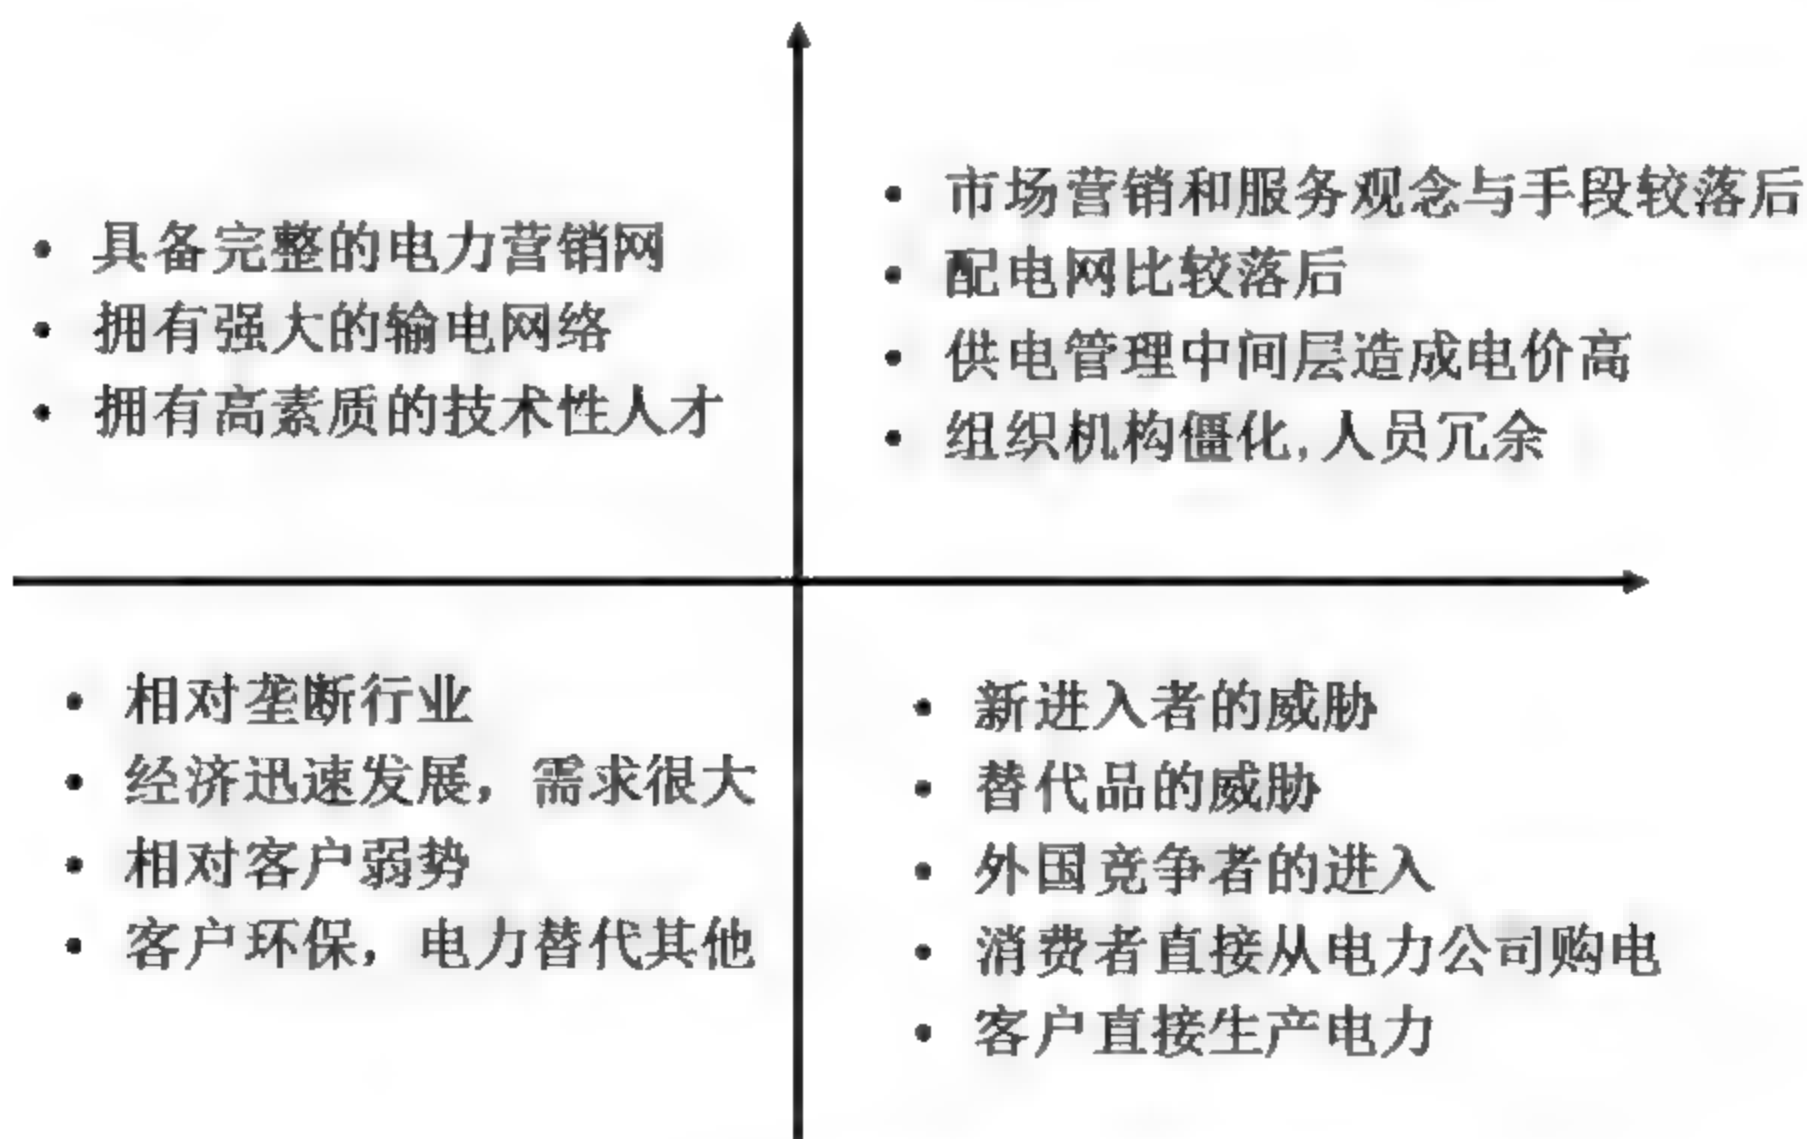 • 具备完整的电力营销网
• 拥有强大的输电网络
• 拥有高素质的技术性人才
• 市场营销和服务观念与手段较落后
• 配电网比较落后
• 供电管理中间层造成电价高
• 组织机构僵化,人员冗余
• 相对垄断行业
• 经济迅速发展，需求很大
• 相对客户弱势
• 客户环保，电力替代其他
• 新进入者的威胁
• 替代品的威胁
• 外国竞争者的进入
• 消费者直接从电力公司购电
• 客户直接生产电力